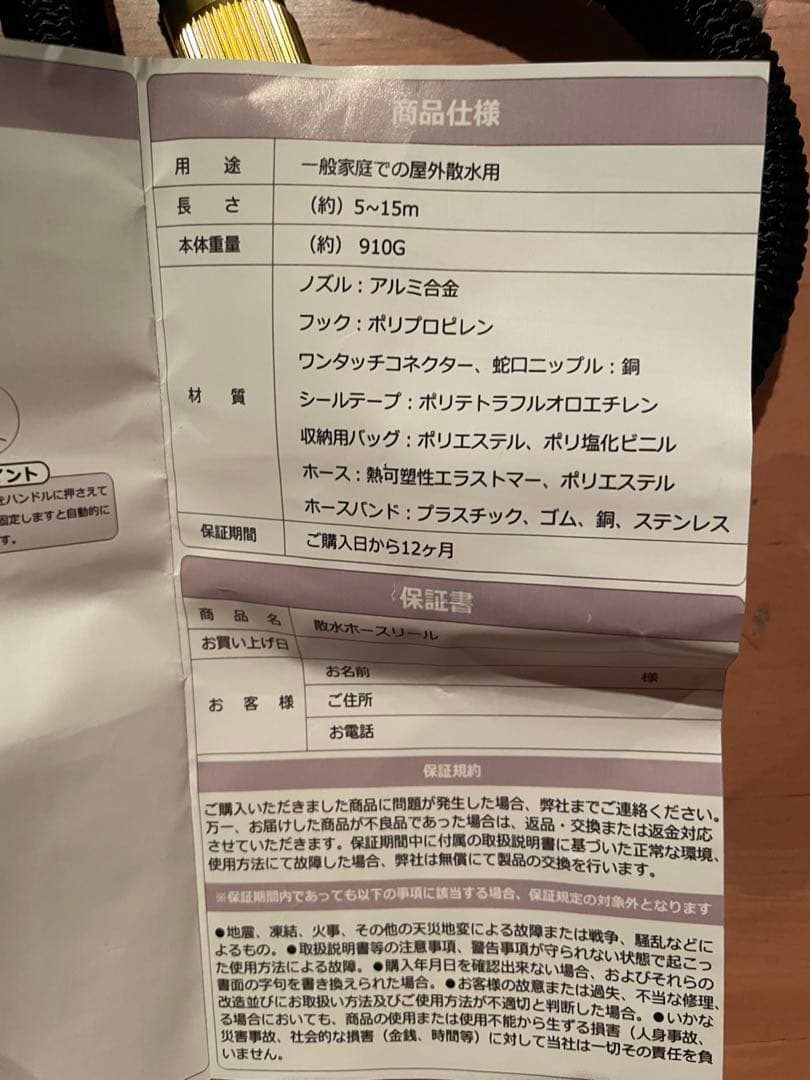 商品仕様
用途 一般家庭での屋外散水用
長さ (約) 5~15m
本体重量 (約) 910G
材質
ノズル：アルミ合金
フック：ポリプロピレン
ワンタッチコネクター、蛇口ニップル：銅
シールテープ：ポリテトラフルオロエチレン
収納用バッグ：ポリエステル、ポリ塩化ビニル
ホース：熱可塑性エラストマー、ポリエステル
ホースバンド：プラスチック、ゴム、銅、ステンレス
保証期間 ご購入日から12ヶ月
イント
をハンドルに押さえて
固定しますと自動的に
す。
保証書
商品名 散水ホースリール
お買い上げ日
お客様
お名前 様
ご住所
お電話
保証規約
ご購入いただきました商品に問題が発生した場合、弊社までご連絡ください。
万一、お届けした商品が不良品であった場合は、返品・交換または返金対応
させていただきます。保証期間中に付属の取扱説明書に基づいた正常な環境、
使用方法にて故障した場合、弊社は無償にて製品の交換を行います。
※保証期間内であっても以下の事項に該当する場合、保証規定の対象外となります
●地震、凍結、火事、その他の天災地変による故障または戦争、騒乱などに
よるもの。●取扱説明書等の注意事項、警告事項が守られない状態で起こっ
た使用方法による故障。●購入年月日を確認出来ない場合、およびそれらの
書面の字句を書き換えられた場合。●お客様の故意または過失、不当な修理、
改造並びにお取扱い方法及びご使用方法が不適切と判断した場合。●いかな
る場合においても、商品の使用または使用不能から生ずる損害（人身事故、
災害事故、社会的な損害（金銭、時間等）に対して当社は一切その責任を負
いません。